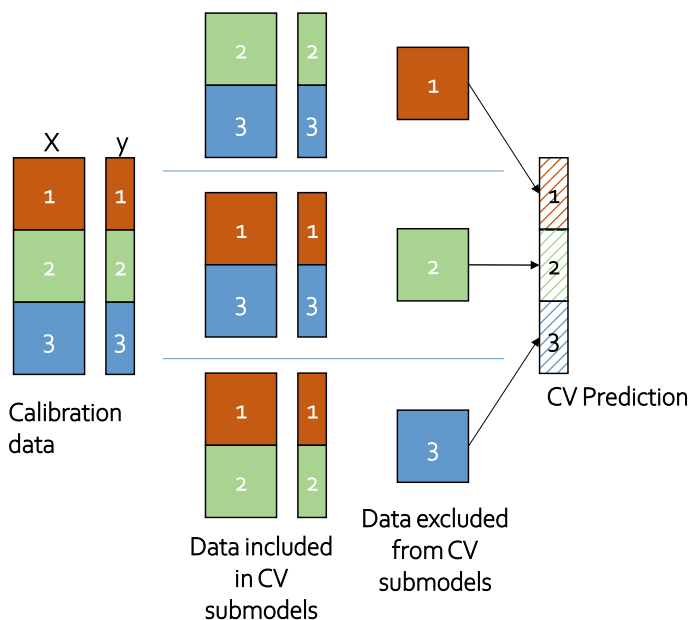 X y
1 1
2 2
3 3
Calibration
data
2 2
3 3
1 1
3 3
1 1
2 2
Data included
in CV
submodels
1
2
3
Data excluded
from CV
submodels
1
2
3
CV Prediction